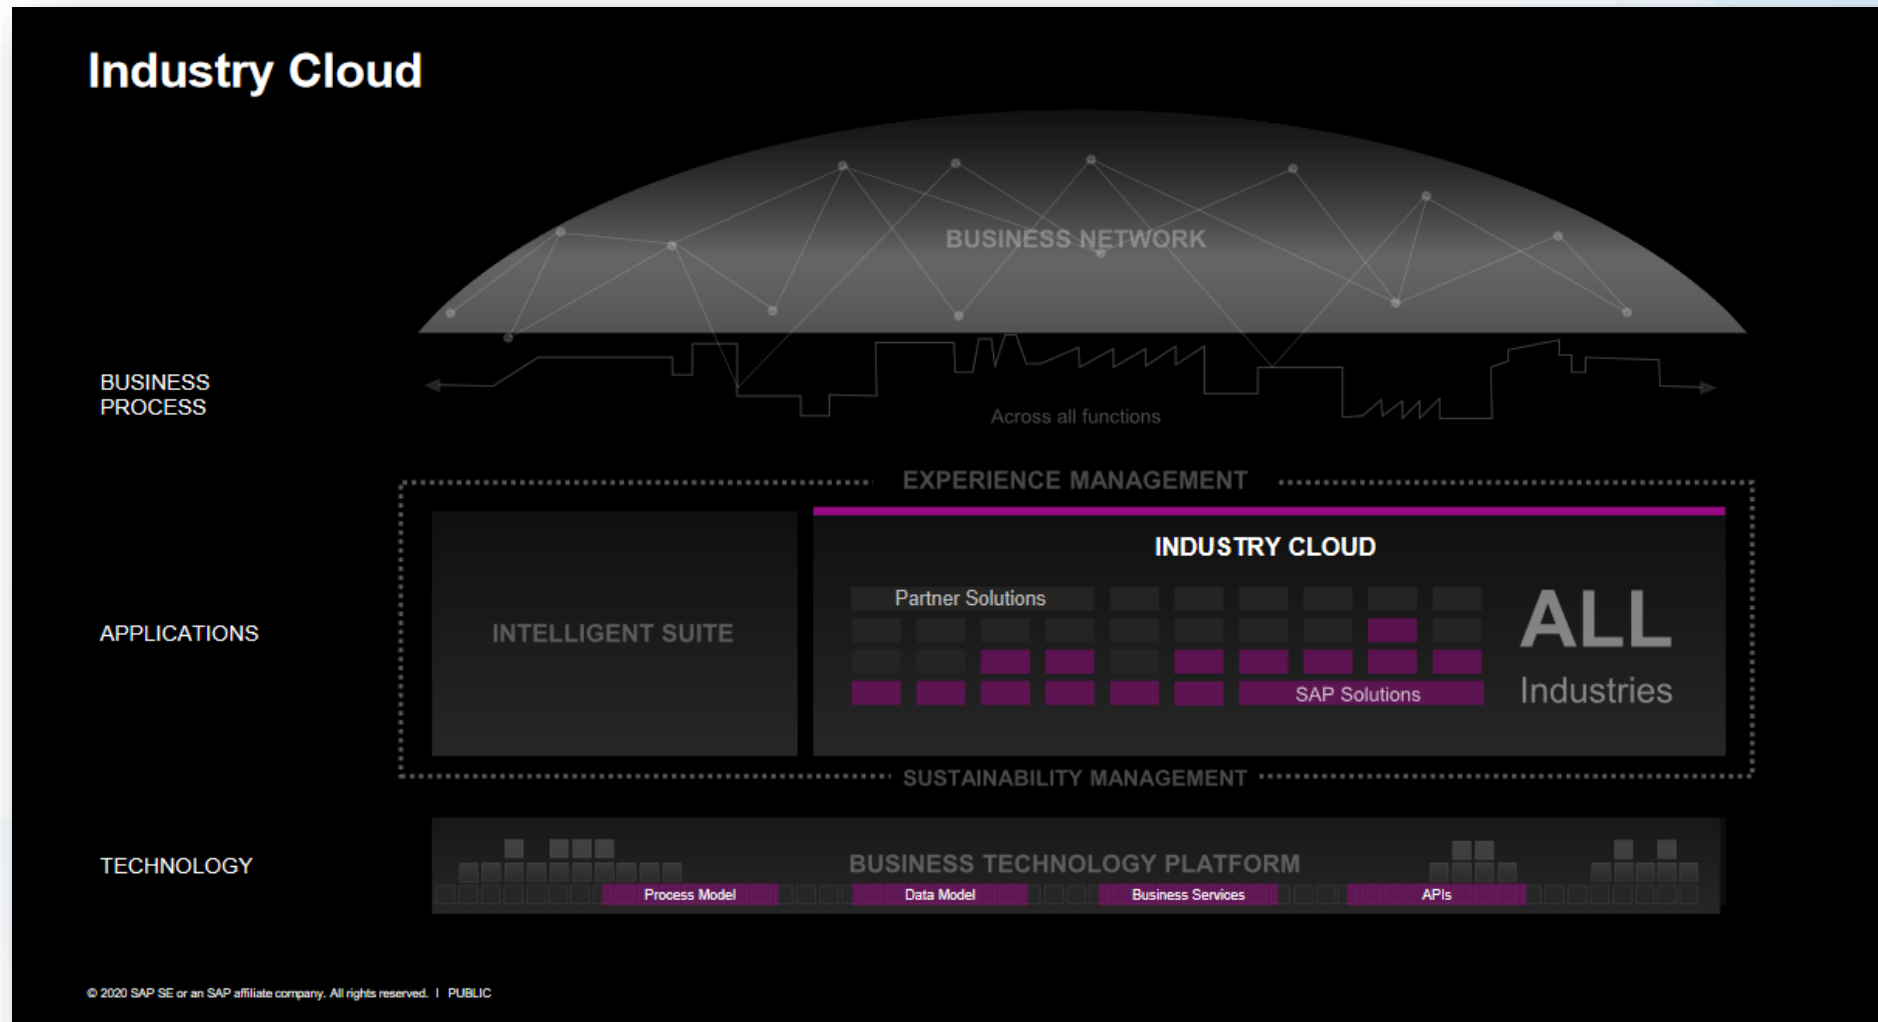 Industry Cloud
BUSINESS NETWORK
BUSINESS
PROCESS
Across all functions
EXPERIENCE MANAGEMENT
APPLICATIONS
INTELLIGENT SUITE
INDUSTRY CLOUD
Partner Solutions
SAP Solutions
ALL
Industries
SUSTAINABILITY MANAGEMENT
TECHNOLOGY
BUSINESS TECHNOLOGY PLATFORM
Process Model
Data Model
Business Services
APIs
© 2020 SAP SE or an SAP affiliate company. All rights reserved. I PUBLIC